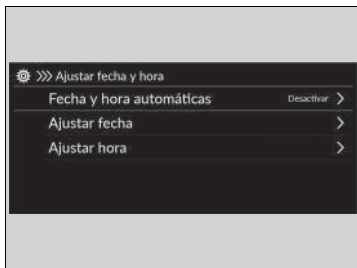 >>> Ajustar fecha y hora
Fecha y hora automáticas Desactivar >
Ajustar fecha >
Ajustar hora >